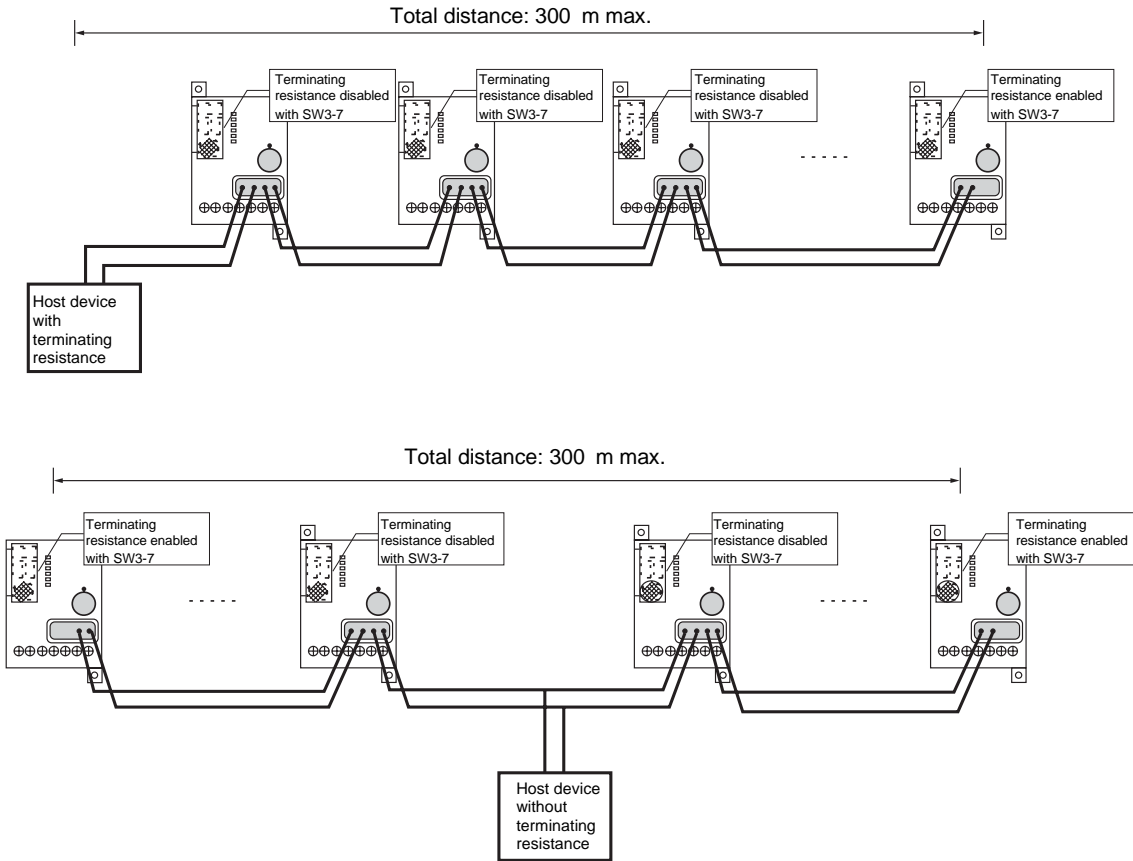 Total distance: 300 m max.
Terminating
resistance disabled
with SW3-7
Terminating
resistance disabled
with SW3-7
Terminating
resistance disabled
with SW3-7
Terminating
resistance enabled
with SW3-7
Host device
with
terminating
resistance
Total distance: 300 m max.
Terminating
resistance enabled
with SW3-7
Terminating
resistance disabled
with SW3-7
Terminating
resistance disabled
with SW3-7
Terminating
resistance enabled
with SW3-7
Host device
without
terminating
resistance